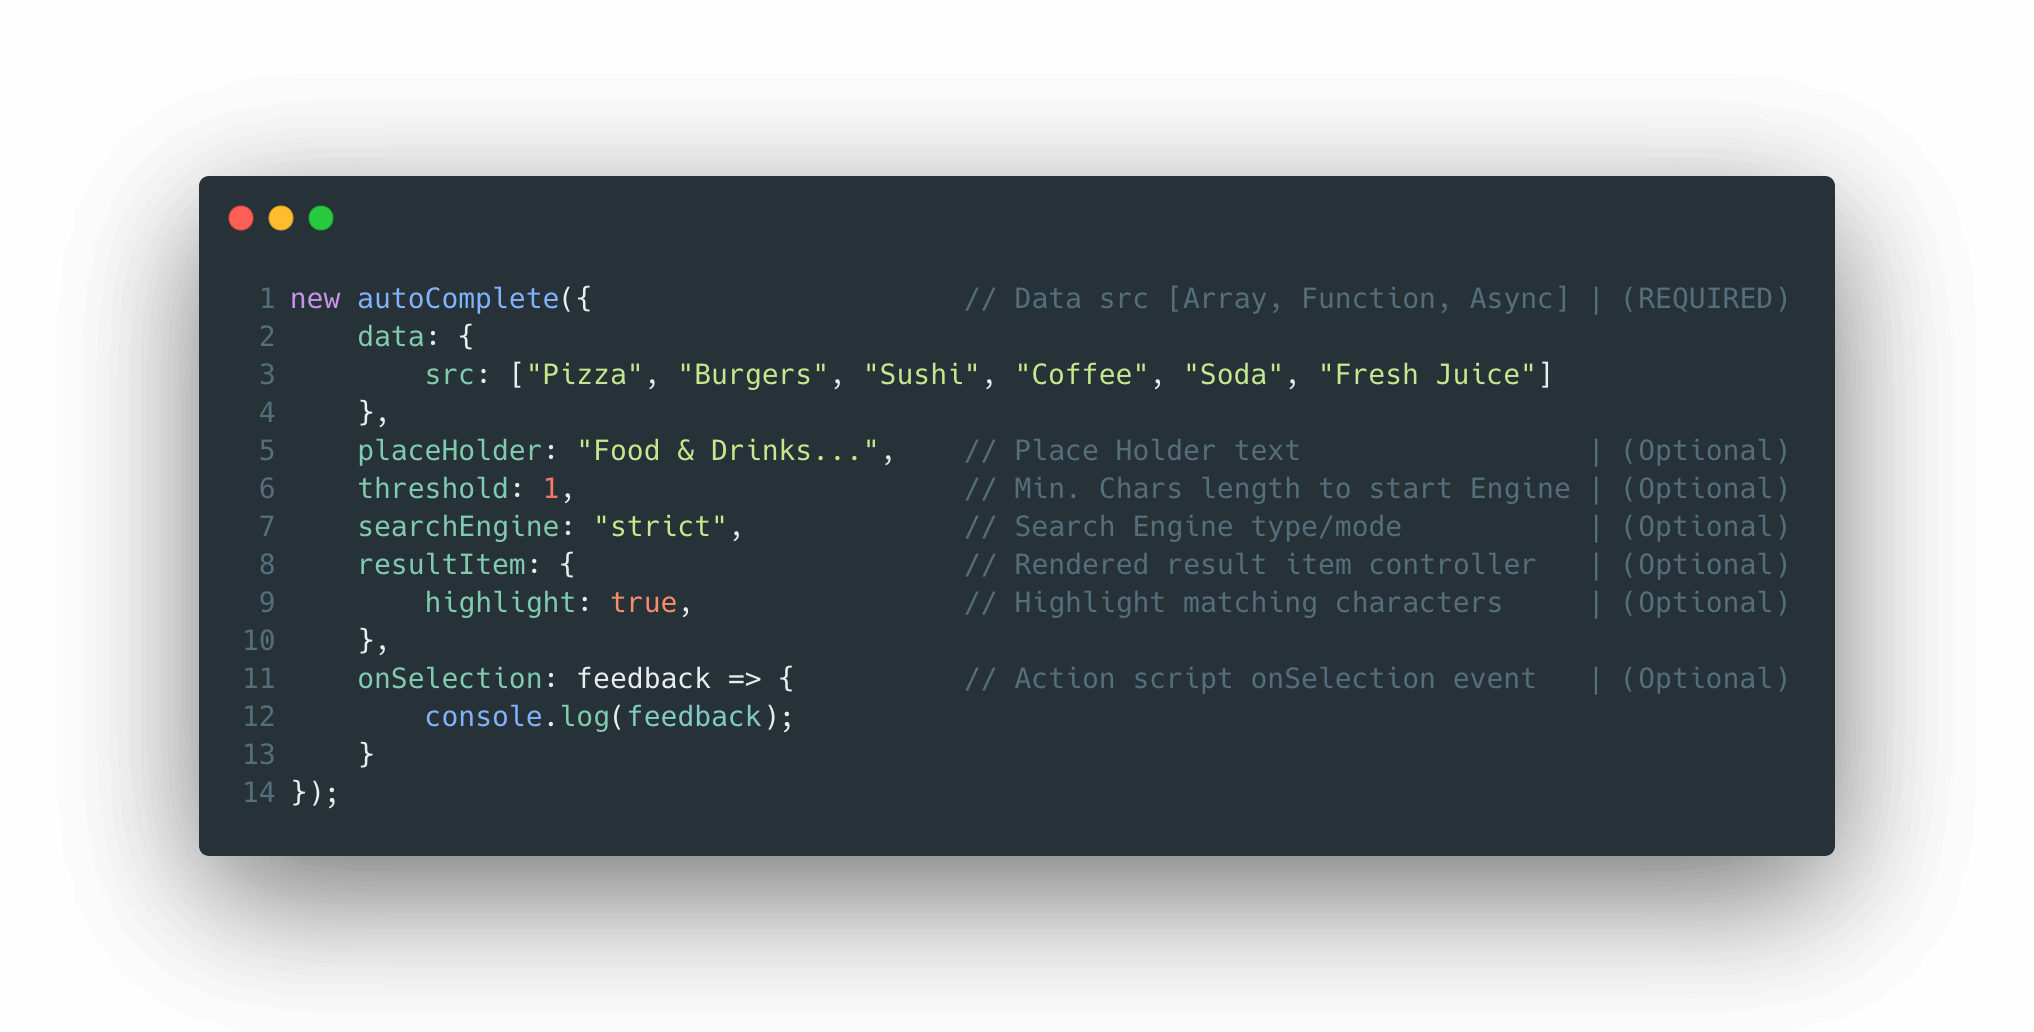 1 new autoComplete({                      // Data src [Array, Function, Async] | (REQUIRED)
2     data: {
3         src: ["Pizza", "Burgers", "Sushi", "Coffee", "Soda", "Fresh Juice"]
4     },
5     placeHolder: "Food & Drinks...",    // Place Holder text                 | (Optional)
6     threshold: 1,                       // Min. Chars length to start Engine | (Optional)
7     searchEngine: "strict",             // Search Engine type/mode           | (Optional)
8     resultItem: {                       // Rendered result item controller   | (Optional)
9         highlight: true,                // Highlight matching characters     | (Optional)
10     },
11     onSelection: feedback => {          // Action script onSelection event   | (Optional)
12         console.log(feedback);
13     }
14 });